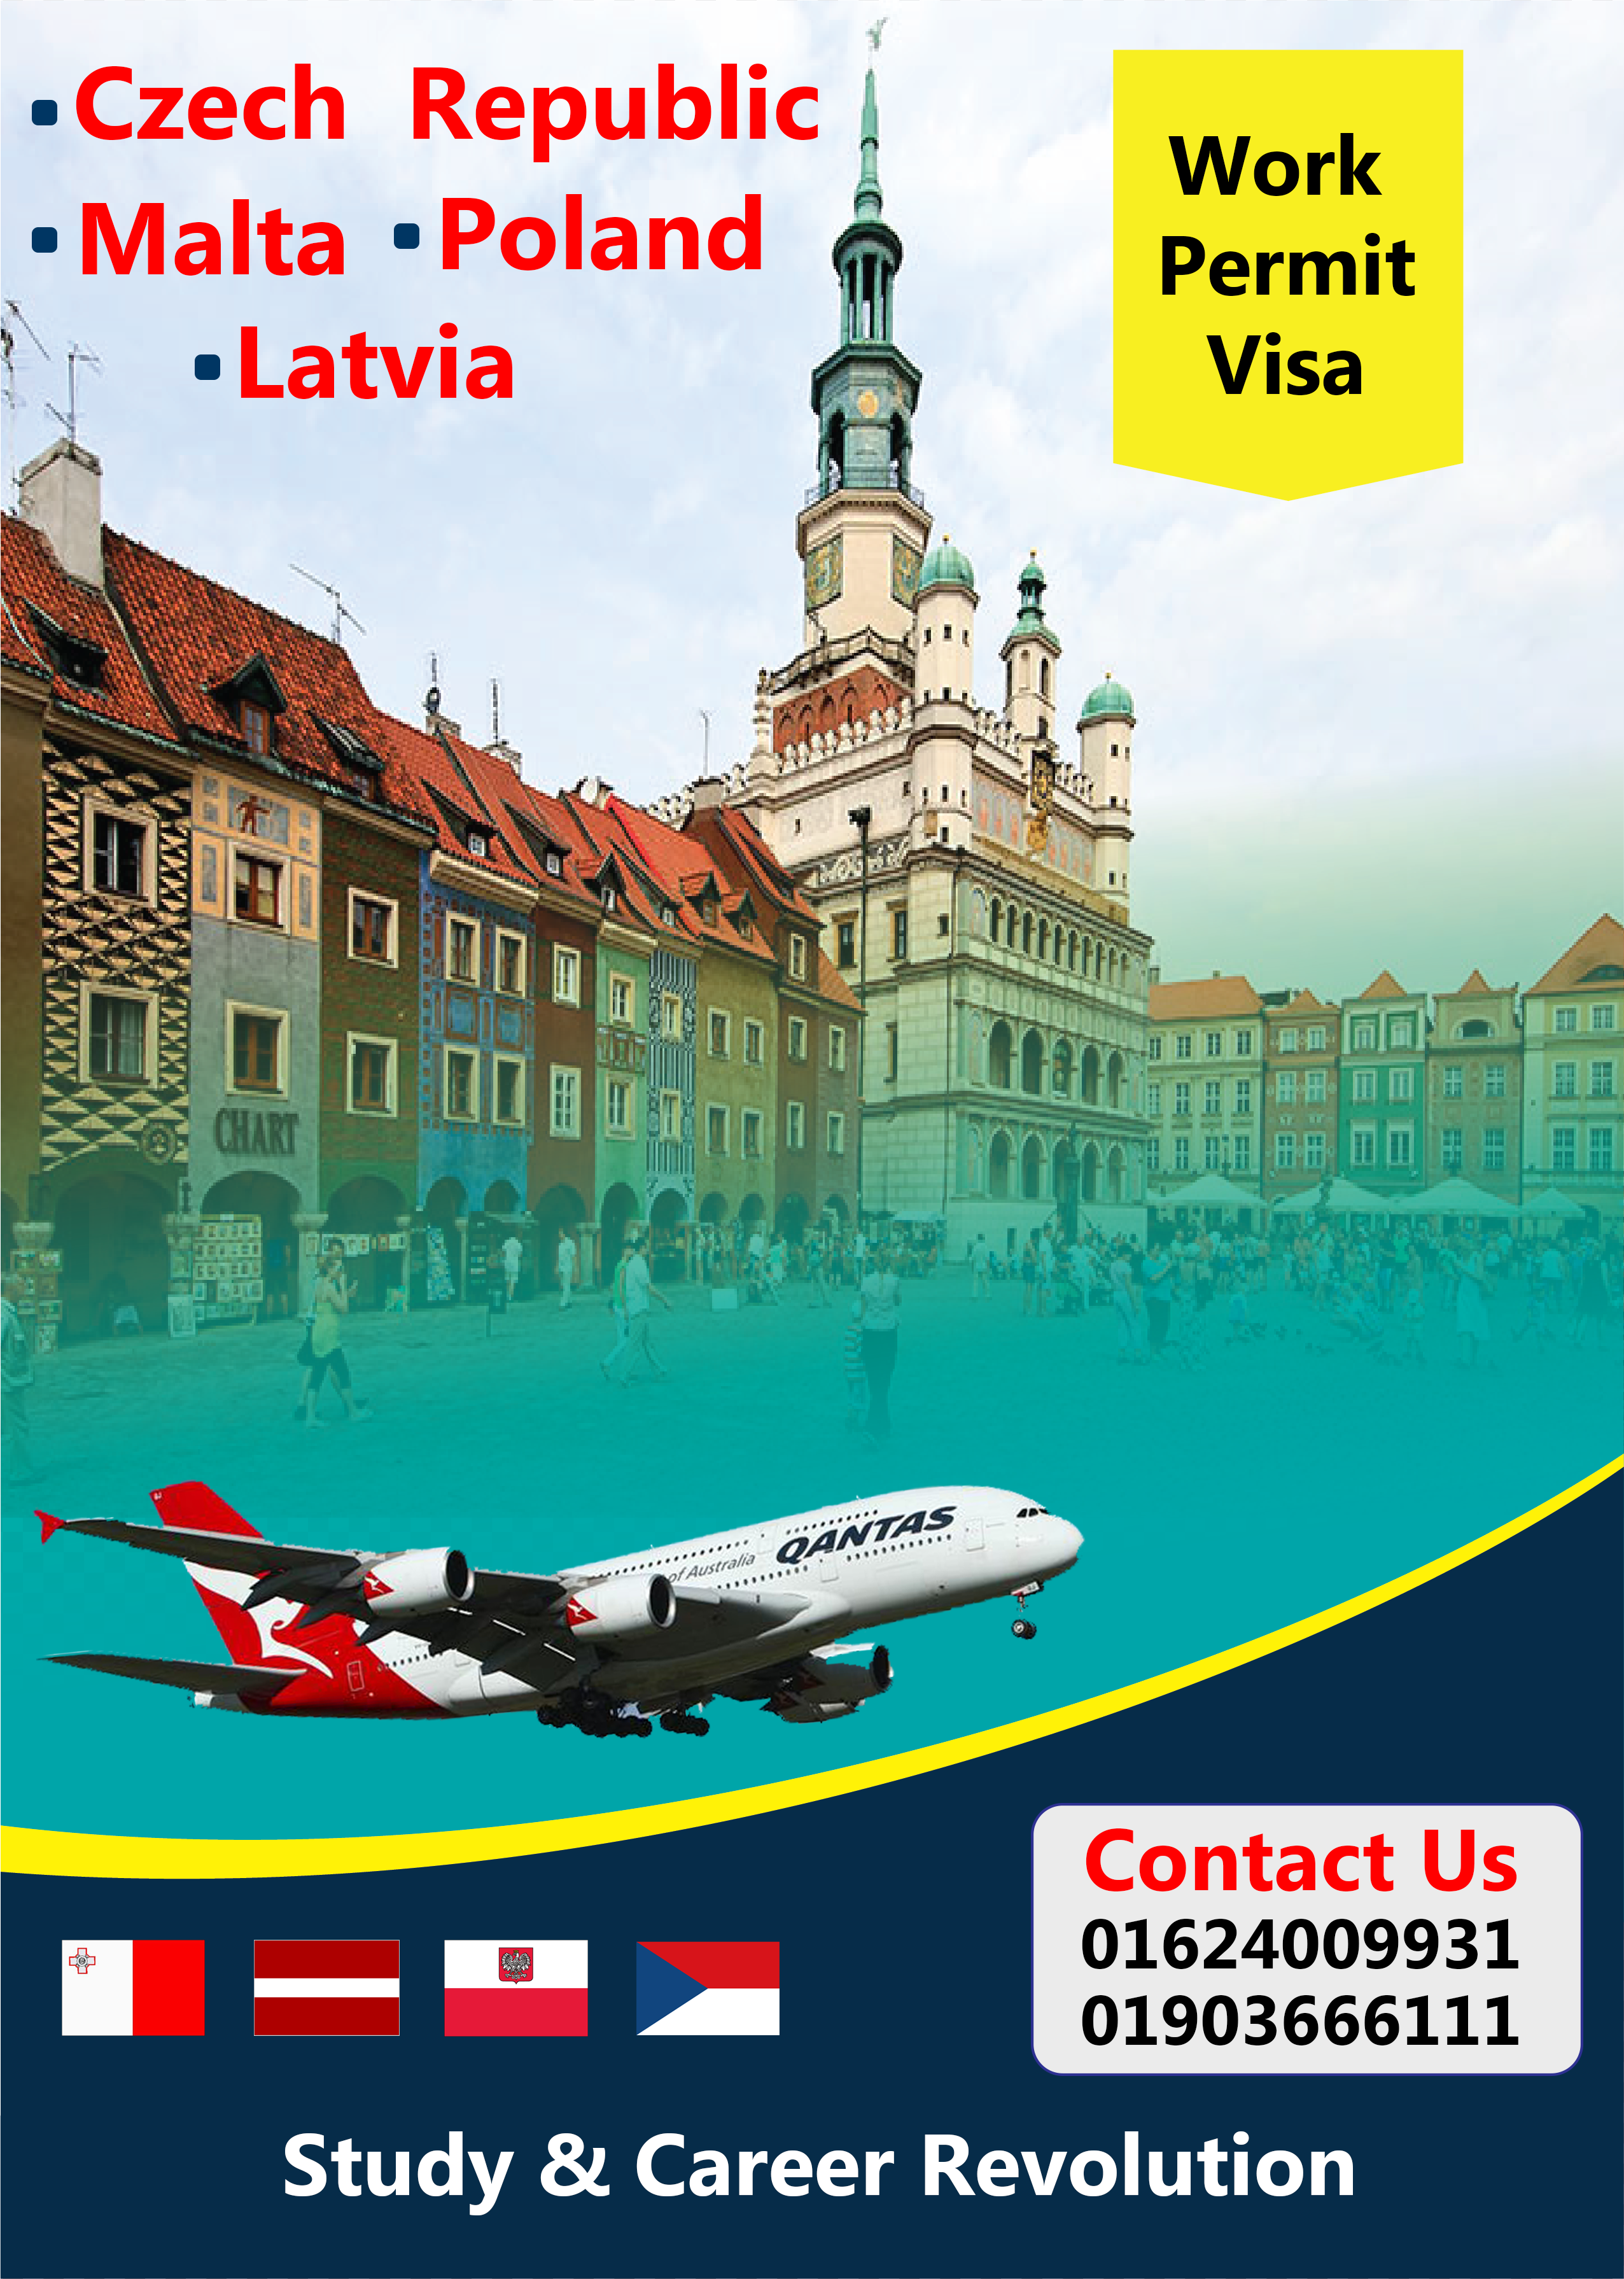 Czech Republic
Malta
Poland
Latvia
Work
Permit
Visa
CHART
of Australia
QANTAS
Contact Us
01624009931
01903666111
Study & Career Revolution